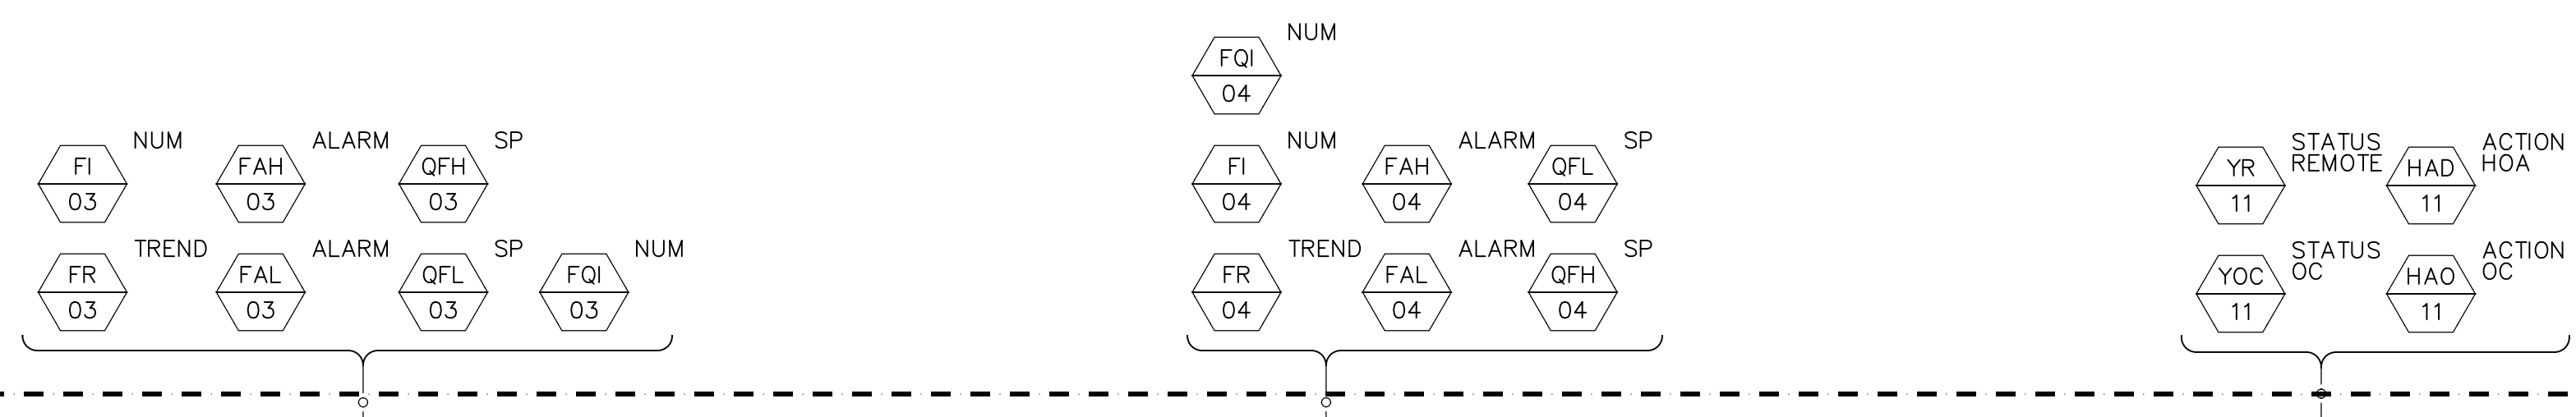 NUM
FQI
04
NUM
FI
03
ALARM
FAH
03
SP
QFH
03
TREND
FR
03
ALARM
FAL
03
SP
QFL
03
NUM
FQI
03
NUM
FI
04
ALARM
FAH
04
SP
QFL
04
TREND
FR
04
ALARM
FAL
04
SP
QFH
04
STATUS
REMOTE
YR
11
ACTION
HOA
HAD
11
STATUS
OC
YOC
11
ACTION
OC
HAO
11